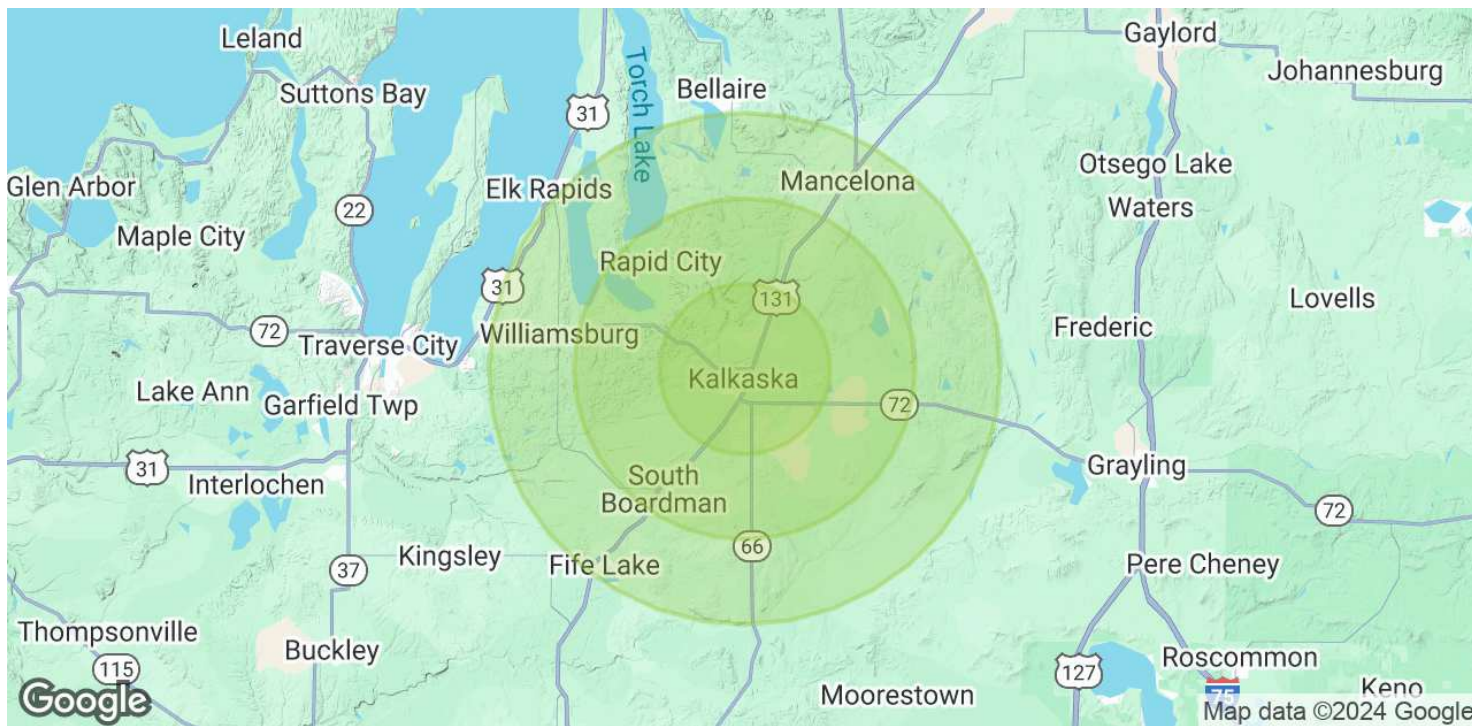 Leland
Gaylord
Johannesburg
Suttons Bay
Bellaire
31
Torch Lake
Otsego Lake
Glen Arbor
Elk Rapids
Mancelona
22
Waters
Maple City
Rapid City
31
131
Lovells
72
Williamsburg
Frederic
Traverse City
Kalkaska
Lake Ann
Garfield Twp
72
31
Interlochen
South
Boardman
Grayling
72
Kingsley
37
Fife Lake
66
Pere Cheney
Thompsonville
Buckley
115
Roscommon
127
Moorestown
75
Keno
Google
Map data ©2024 Google